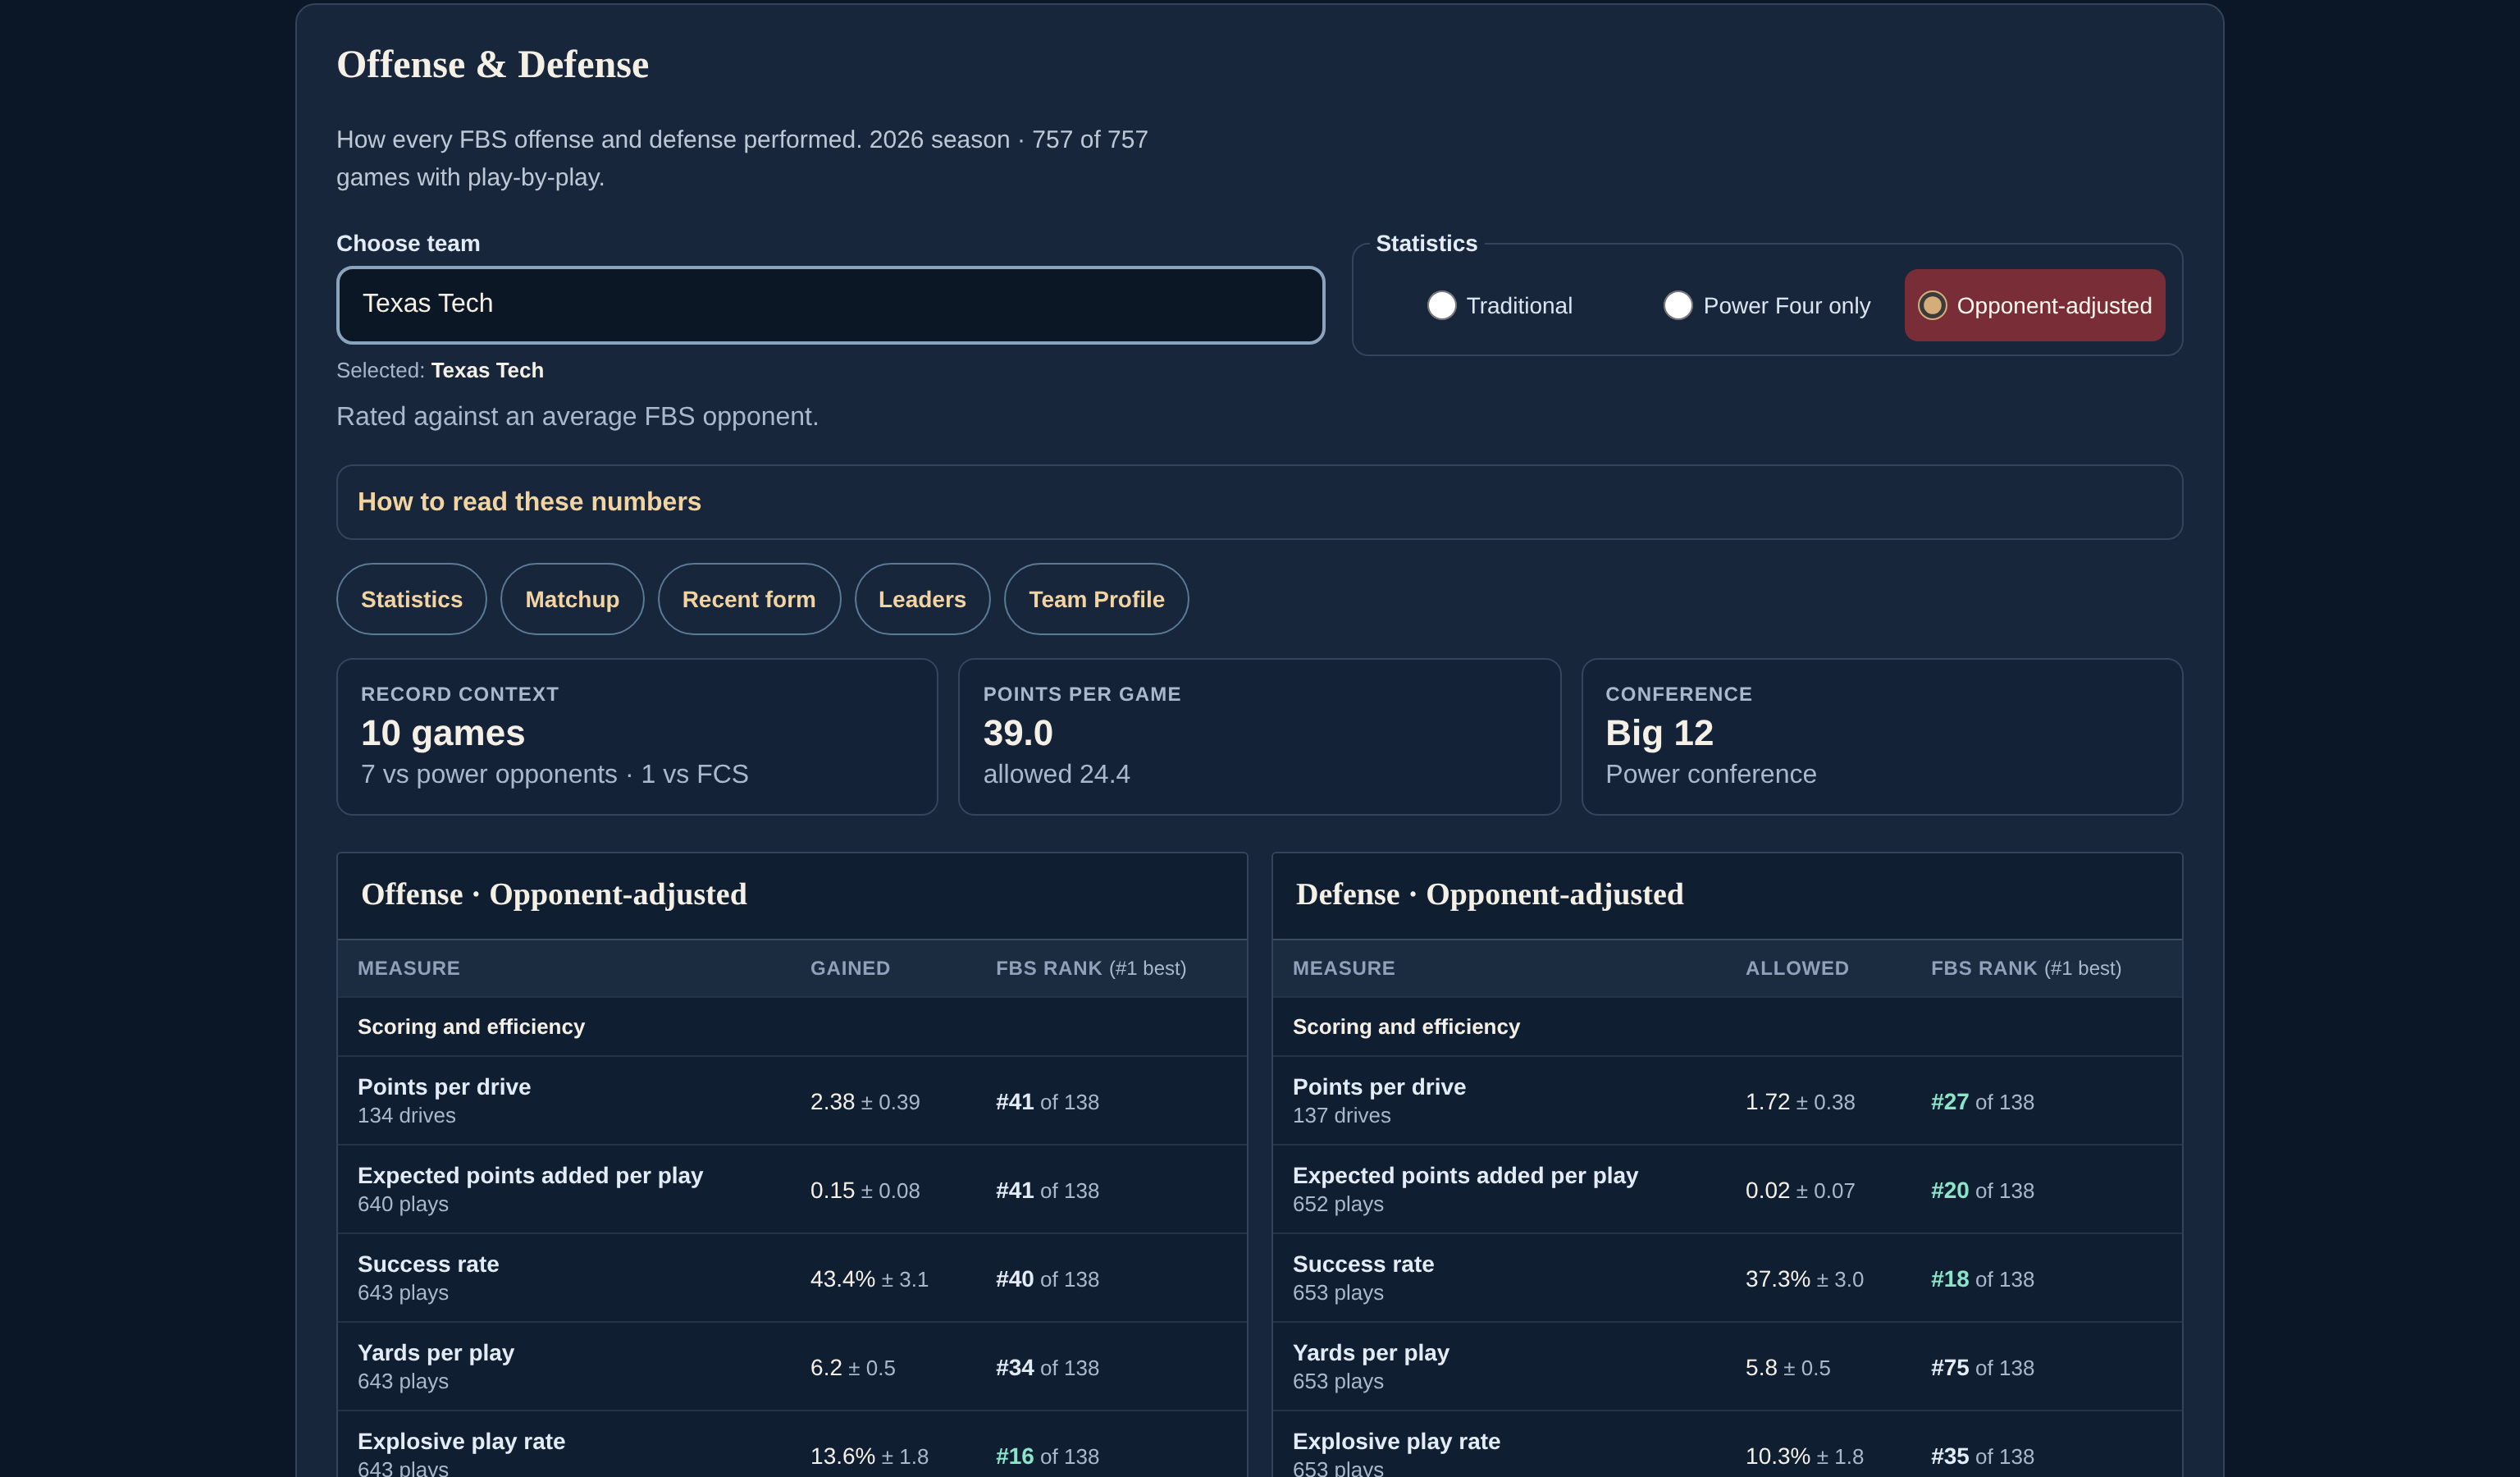 Offense & Defense
How every FBS offense and defense performed. 2026 season · 757 of 757
games with play-by-play.
Choose team
Texas Tech
Selected: Texas Tech
Statistics
Traditional
Power Four only
Opponent-adjusted
Rated against an average FBS opponent.
How to read these numbers
Statistics
Matchup
Recent form
Leaders
Team Profile
RECORD CONTEXT
10 games
7 vs power opponents · 1 vs FCS
POINTS PER GAME
39.0
allowed 24.4
CONFERENCE
Big 12
Power conference
Offense · Opponent-adjusted
MEASURE GAINED FBS RANK (#1 best)
Scoring and efficiency
Points per drive
134 drives
2.38 ± 0.39 #41 of 138
Expected points added per play
640 plays
0.15 ± 0.08 #41 of 138
Success rate
643 plays
43.4% ± 3.1 #40 of 138
Yards per play
643 plays
6.2 ± 0.5 #34 of 138
Explosive play rate
643 plays
13.6% ± 1.8 #16 of 138
Defense · Opponent-adjusted
MEASURE ALLOWED FBS RANK (#1 best)
Scoring and efficiency
Points per drive
137 drives
1.72 ± 0.38 #27 of 138
Expected points added per play
652 plays
0.02 ± 0.07 #20 of 138
Success rate
653 plays
37.3% ± 3.0 #18 of 138
Yards per play
653 plays
5.8 ± 0.5 #75 of 138
Explosive play rate
653 plays
10.3% ± 1.8 #35 of 138